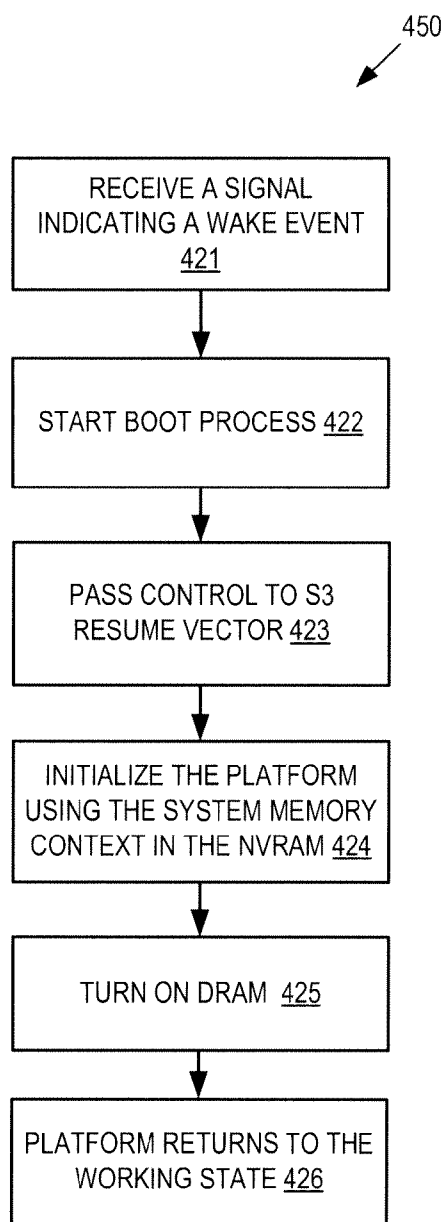 450
RECEIVE A SIGNAL
INDICATING A WAKE EVENT
421
START BOOT PROCESS 422
PASS CONTROL TO S3
RESUME VECTOR 423
INITIALIZE THE PLATFORM
USING THE SYSTEM MEMORY
CONTEXT IN THE NVRAM 424
TURN ON DRAM 425
PLATFORM RETURNS TO THE
WORKING STATE 426